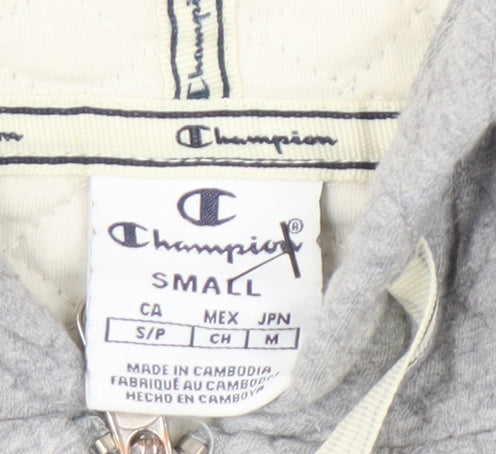 Champion
Champion
Champion®
SMALL
CA MEX JPN
S/P CH M
MADE IN CAMBODIA
FABRIQUÉ AU CAMBODGE
HECHO EN CAMBOYA